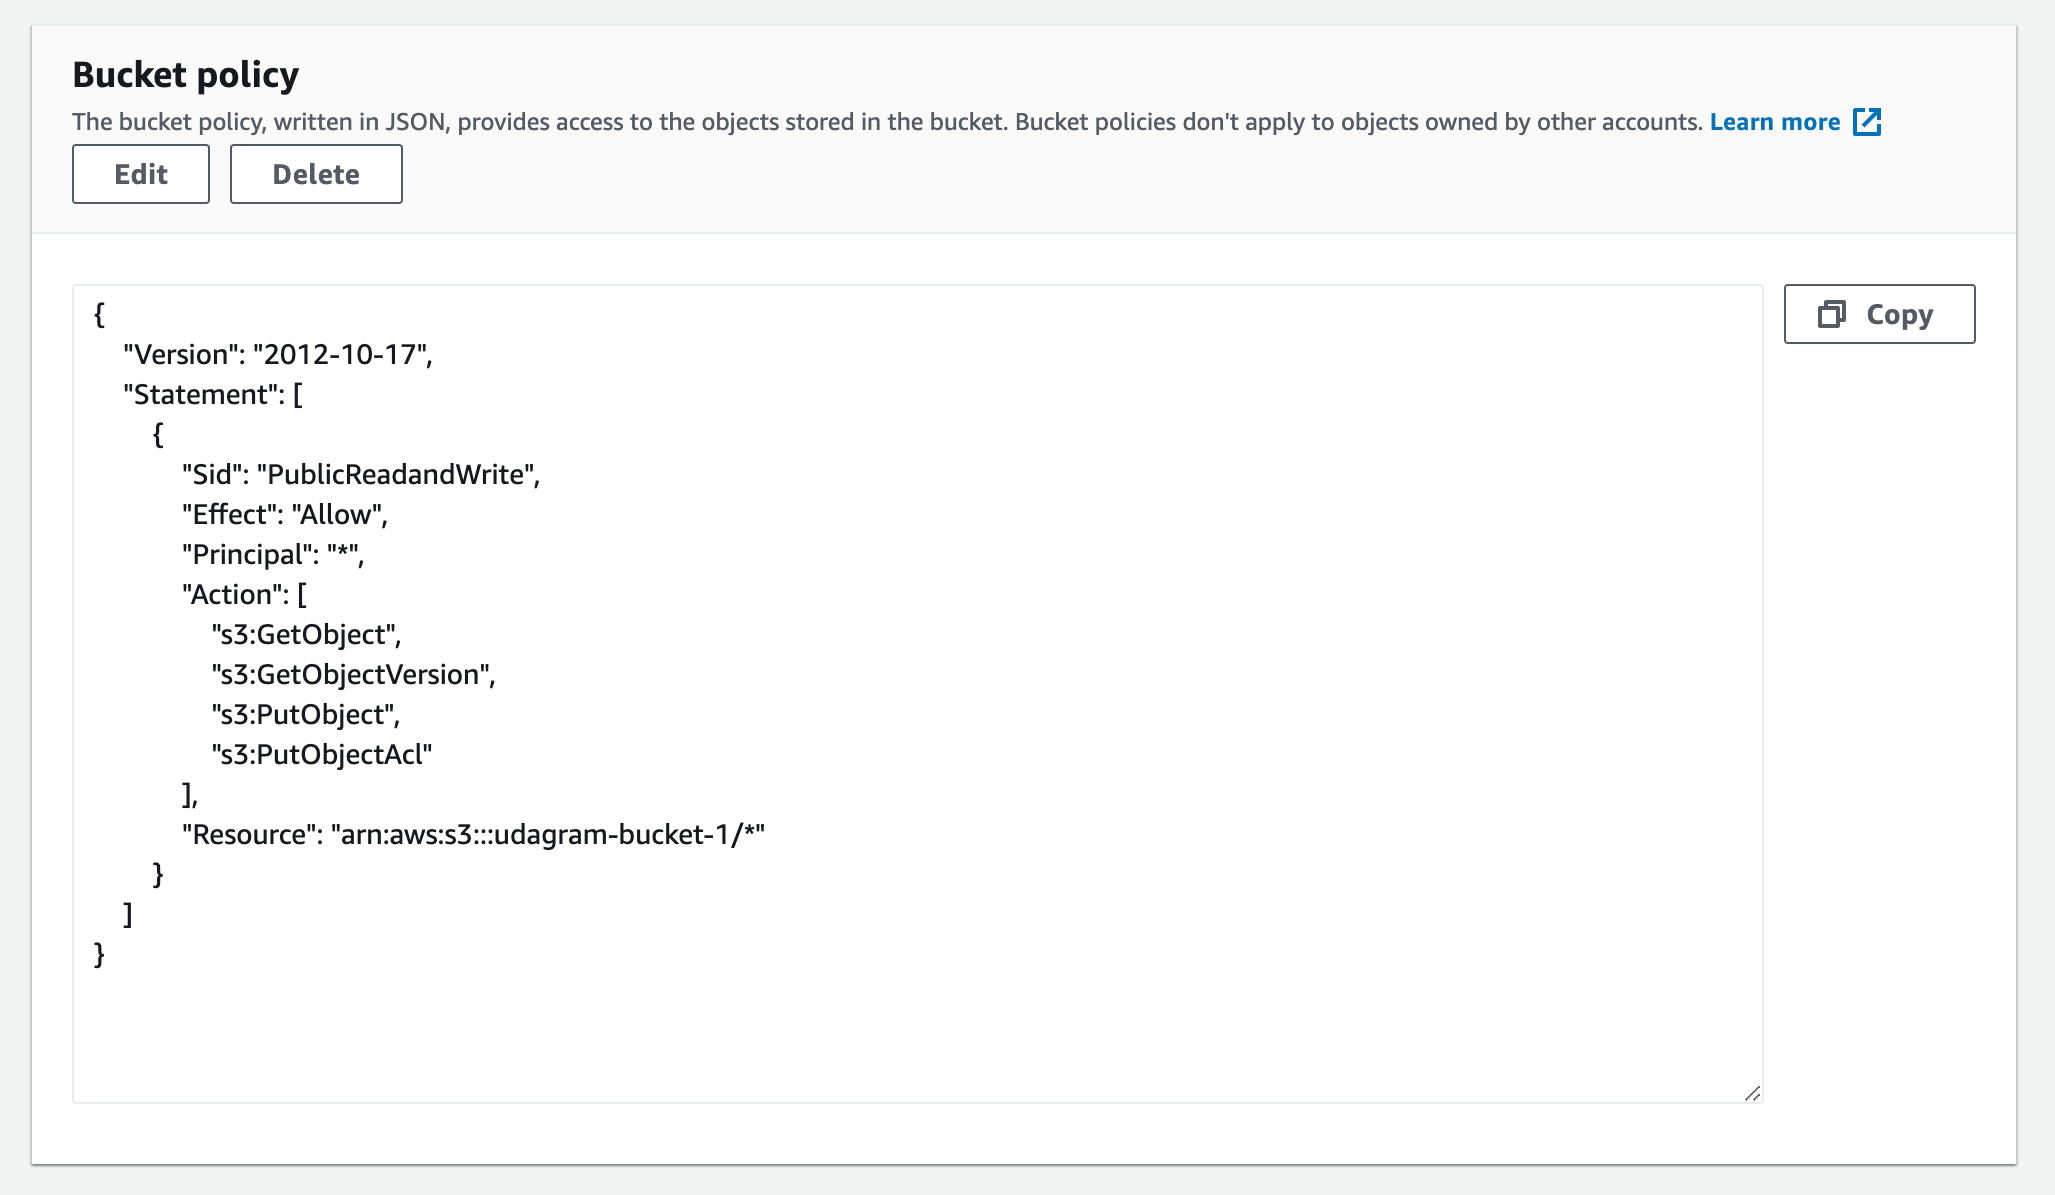 Bucket policy
The bucket policy, written in JSON, provides access to the objects stored in the bucket. Bucket policies don't apply to objects owned by other accounts. Learn more
Edit Delete
Copy
{
"Version": "2012-10-17",
"Statement": [
{
"Sid": "PublicReadandWrite",
"Effect": "Allow",
"Principal": "*",
"Action": [
"s3:GetObject",
"s3:GetObjectVersion",
"s3:PutObject",
"s3:PutObjectAcl"
],
"Resource": "arn:aws:s3:::udagram-bucket-1/*"
}
]
}